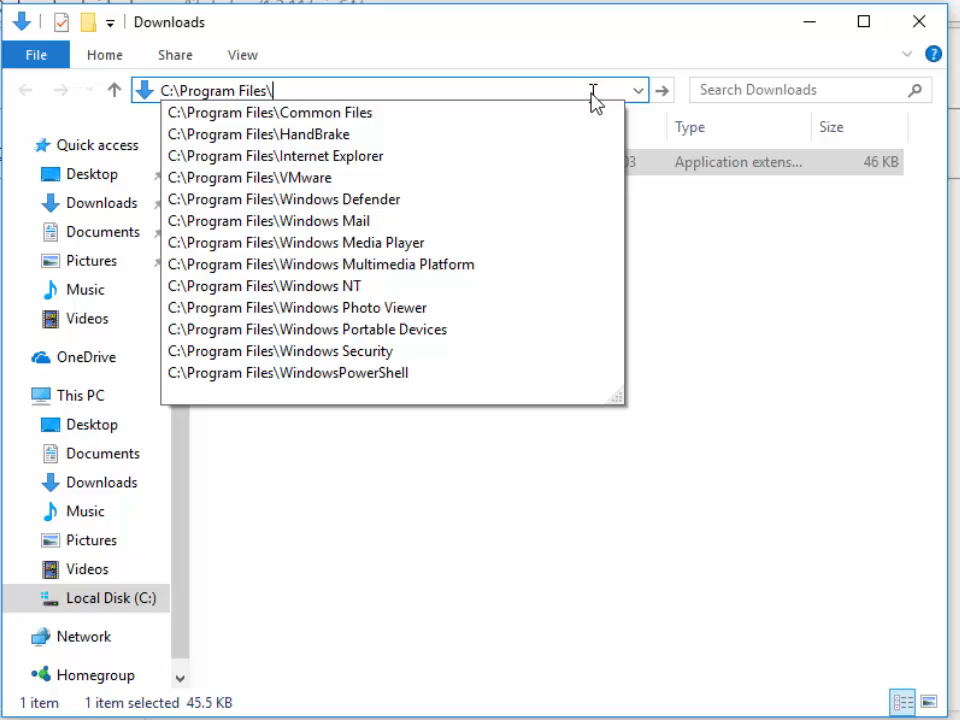 Downloads
File Home Share View
C:\Program Files\ Search Downloads
C:\Program Files\Common Files
C:\Program Files\HandBrake
C:\Program Files\Internet Explorer
C:\Program Files\VMware
C:\Program Files\Windows Defender
C:\Program Files\Windows Mail
C:\Program Files\Windows Media Player
C:\Program Files\Windows Multimedia Platform
C:\Program Files\Windows NT
C:\Program Files\Windows Photo Viewer
C:\Program Files\Windows Portable Devices
C:\Program Files\Windows Security
C:\Program Files\WindowsPowerShell
Type Size
Application extens... 46 KB
Quick access
Desktop
Downloads
Documents
Pictures
Music
Videos
OneDrive
This PC
Desktop
Documents
Downloads
Music
Pictures
Videos
Local Disk (C:)
Network
Homegroup
1 item 1 item selected 45.5 KB